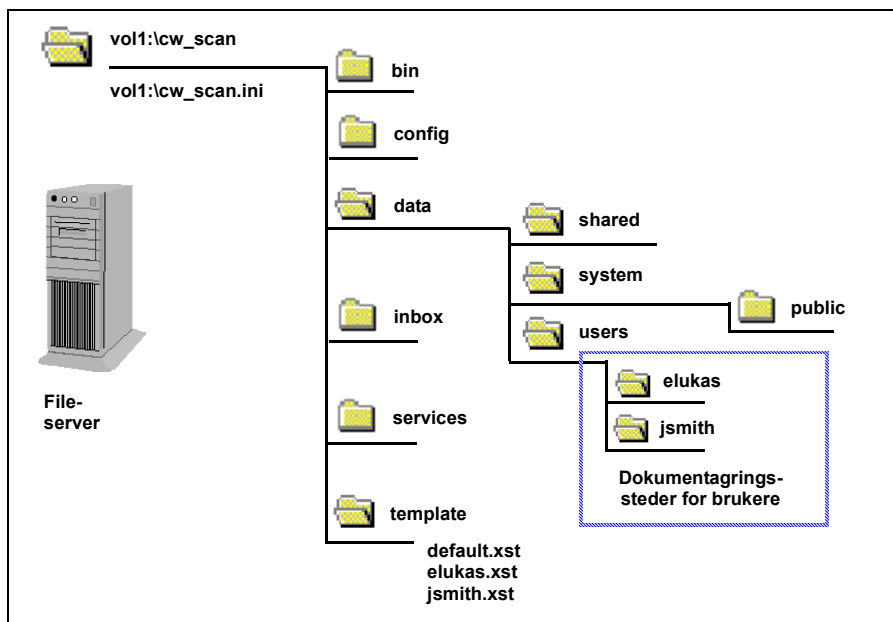 vol1:\cw_scan
vol1:\cw_scan.ini
bin
config
data
shared
system
public
inbox
users
elukas
jsmith
File-
server
services
Dokumentagrings-
steder for brukere
template
default.xst
elukas.xst
jsmith.xst